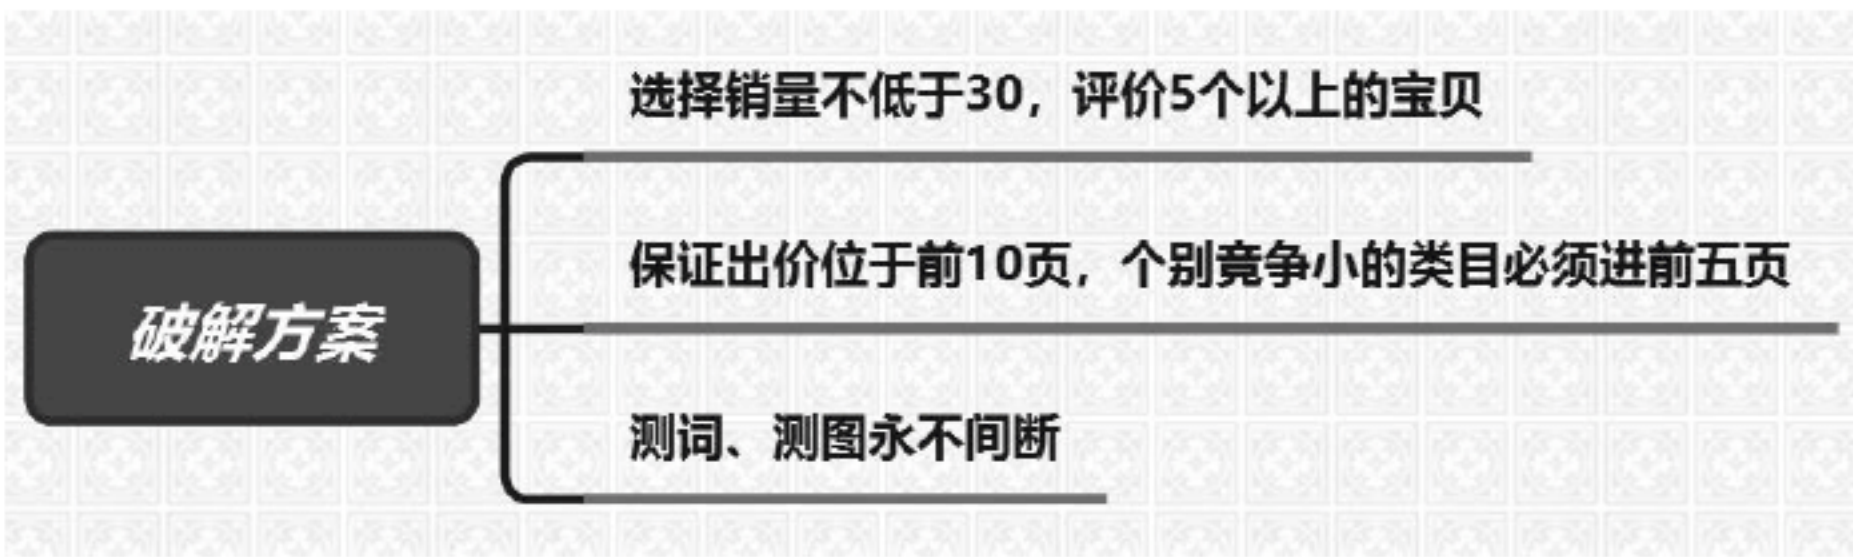 选择销量不低于30，评价5个以上的宝贝
破解方案
保证出价位于前10页，个别竟争小的类目必须进前五页
测词、测图永不间断